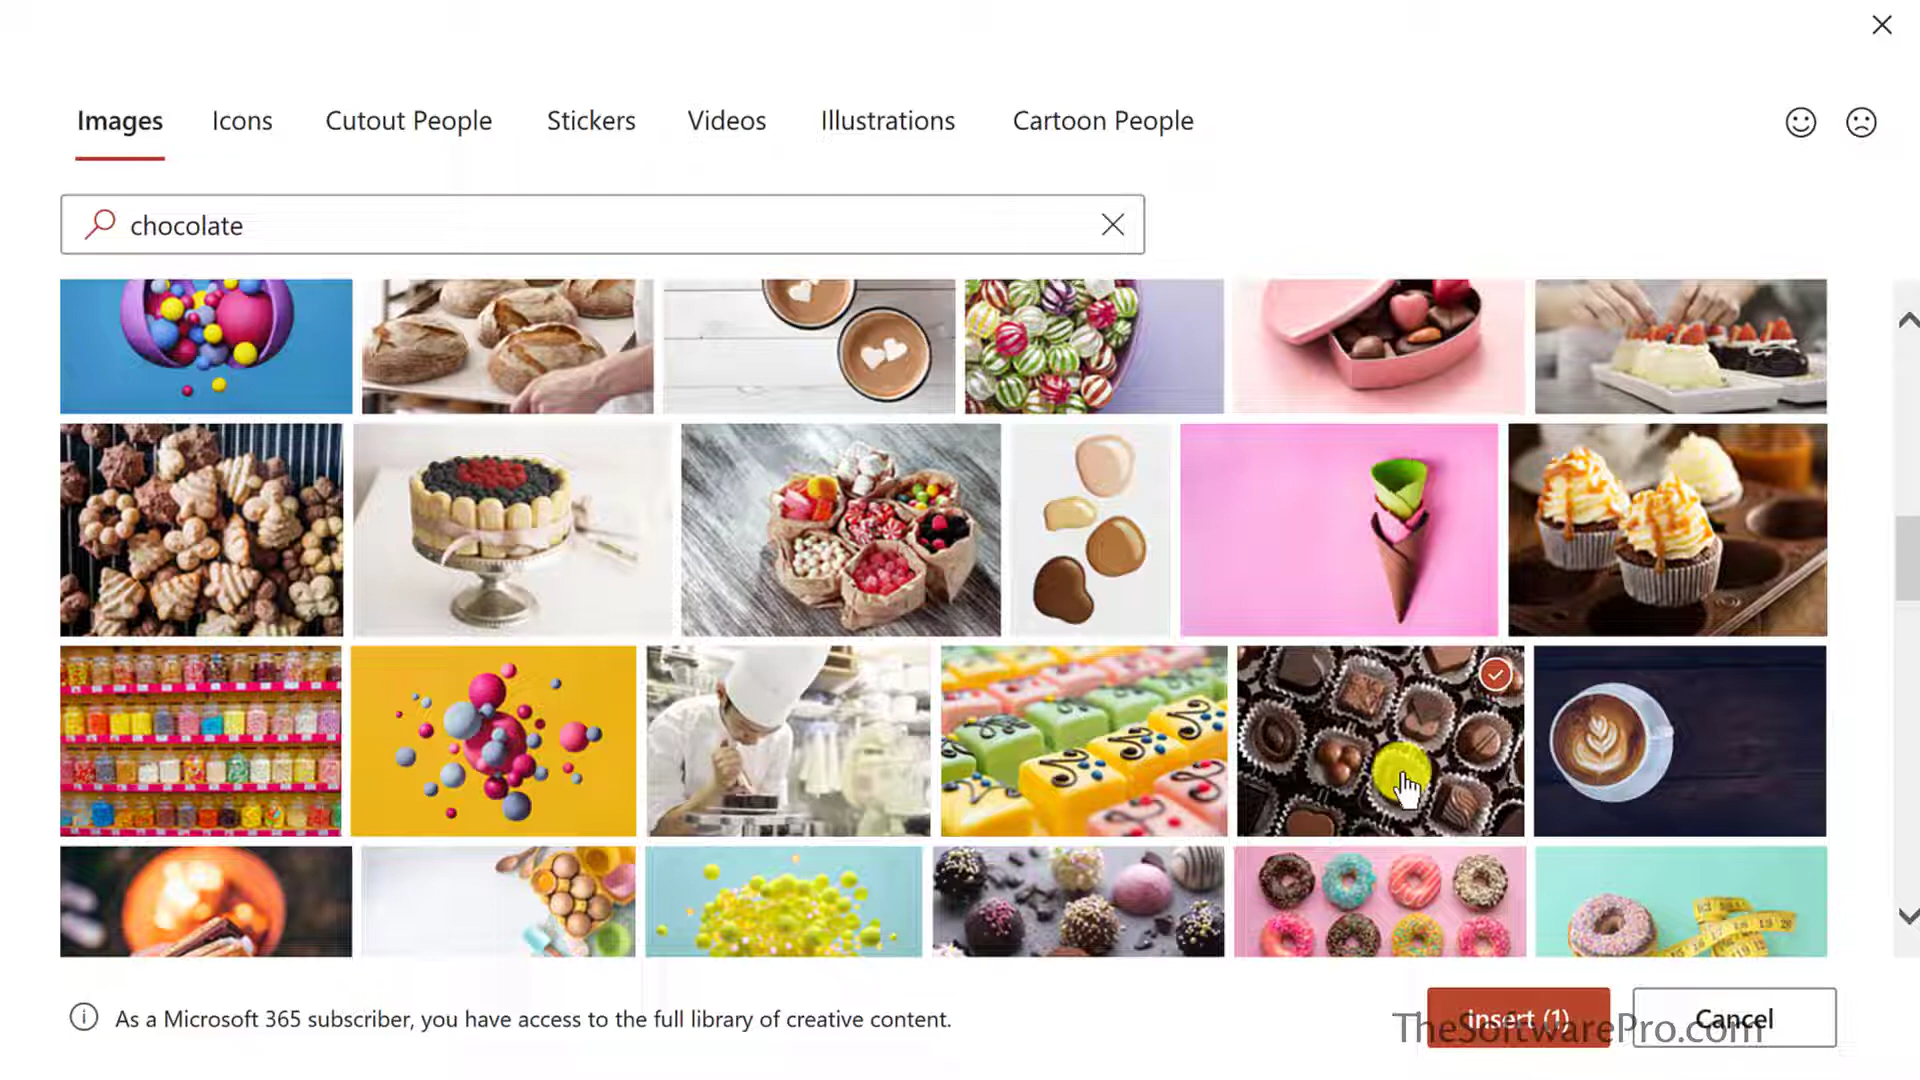 Images Icons Cutout People Stickers Videos Illustrations Cartoon People
chocolate
As a Microsoft 365 subscriber, you have access to the full library of creative content.
Insert (1) Cancel
TheSoftwarePro.com